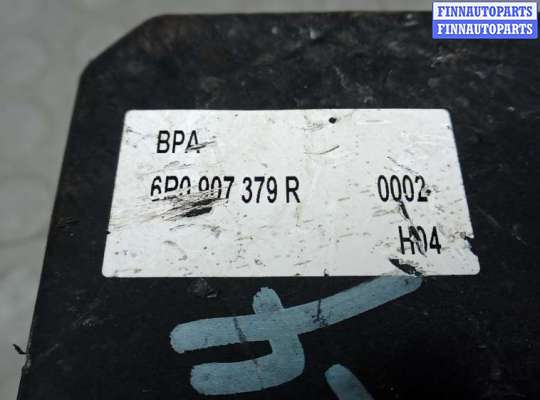 FINNAUTOPARTS
FINNAUTOPARTS
BPA
6R0 907 379 R 0002
H04